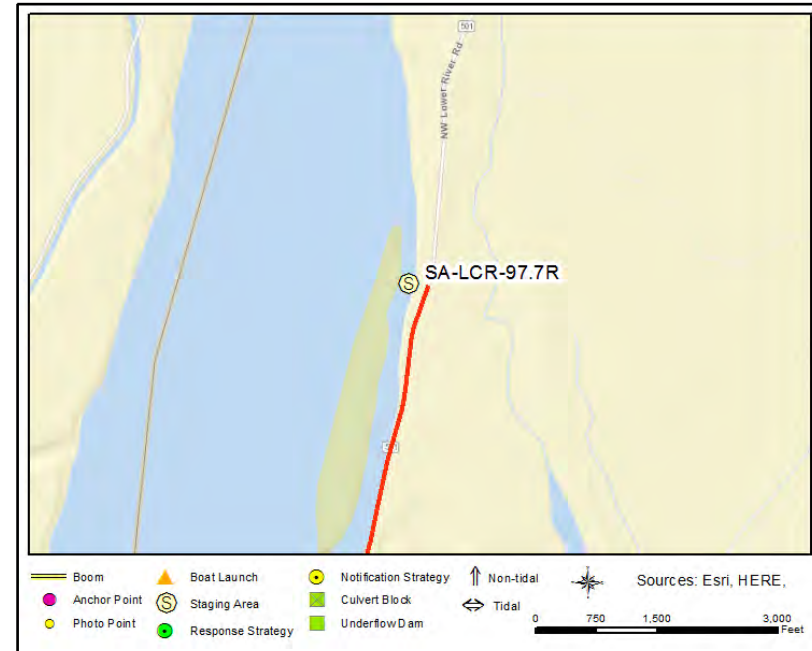 501
NW Lower River Rd
SA-LCR-97.7R
S
Boom
Boat Launch
Notification Strategy
Non-tidal
Sources: Esri, HERE,
Anchor Point
S
Staging Area
Culvert Block
Tidal
Photo Point
Response Strategy
Underflow Dam
0 750 1,500 3,000
Feet